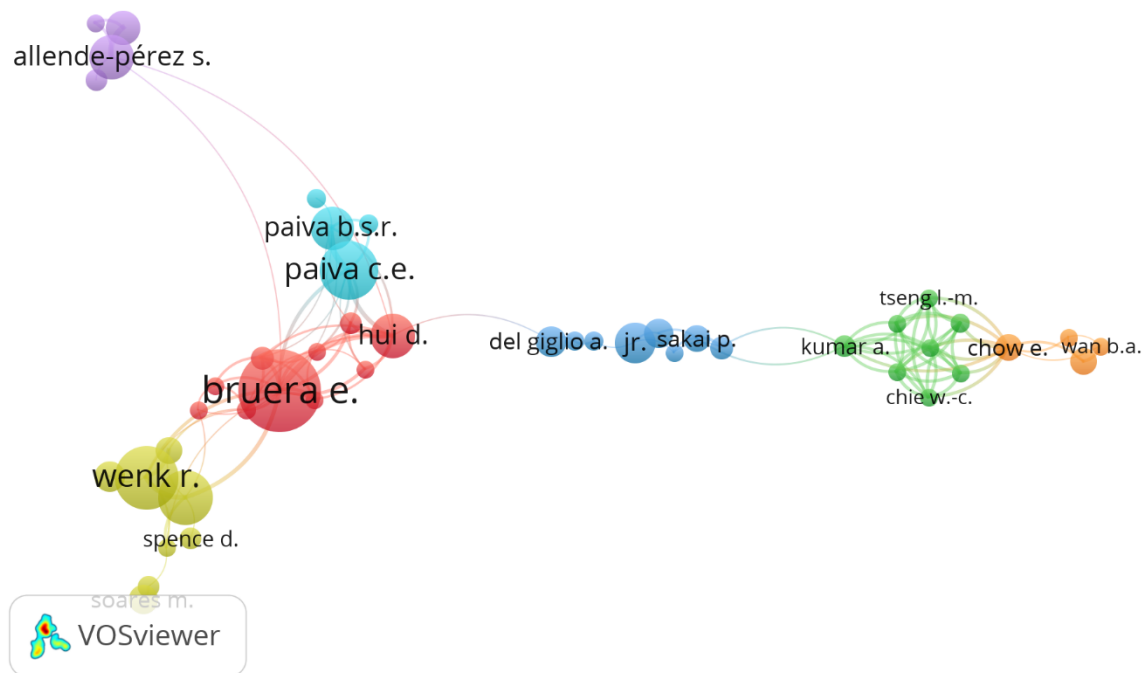 allende-pérez s.
paiva b.s.r.
paiva c.e.
hui d.
bruera e.
wenk r.
spence d.
soares m.
del giglio a.
jr.
sakai p.
tseng l.-m.
kumar a.
chow e.
wan b.a.
chie w.-c.
VOSviewer